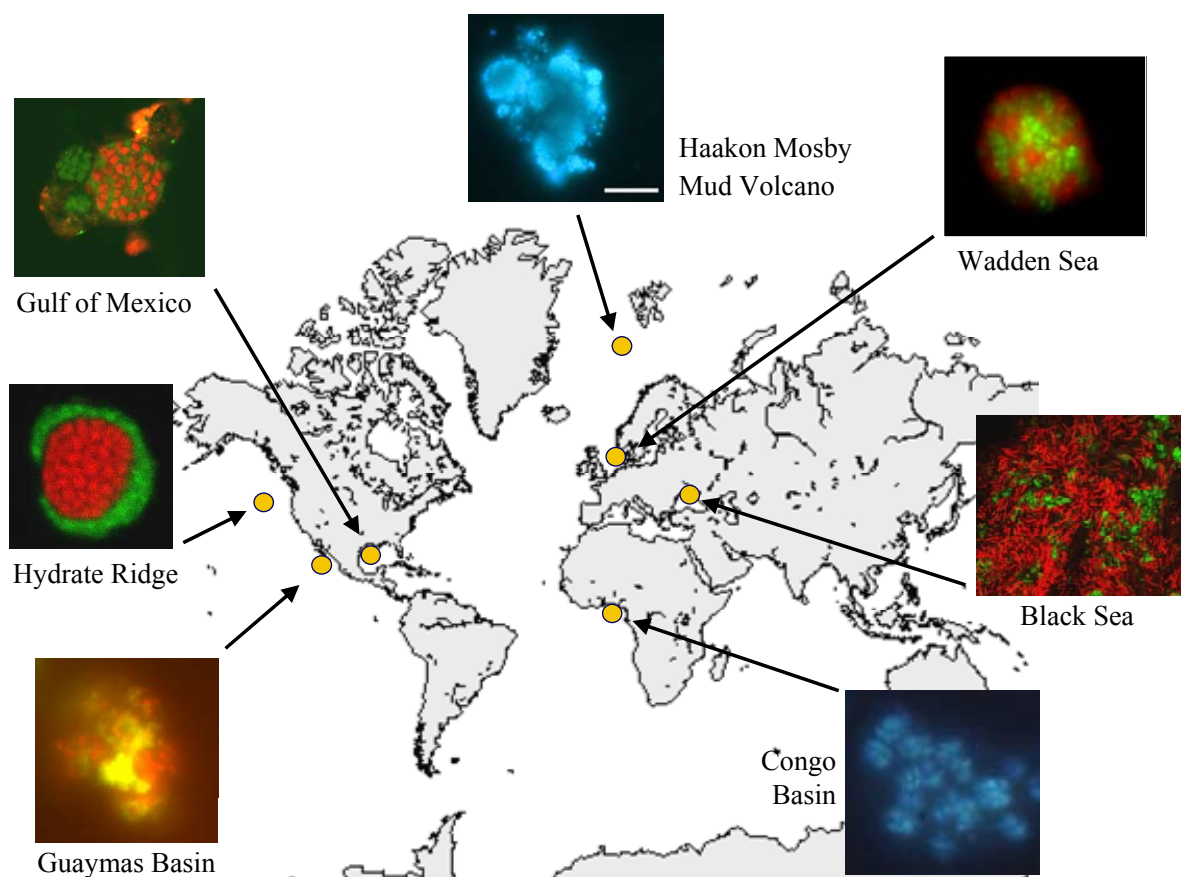 Haakon Mosby
Mud Volcano
Wadden Sea
Gulf of Mexico
Hydrate Ridge
Black Sea
Congo
Basin
Guaymas Basin